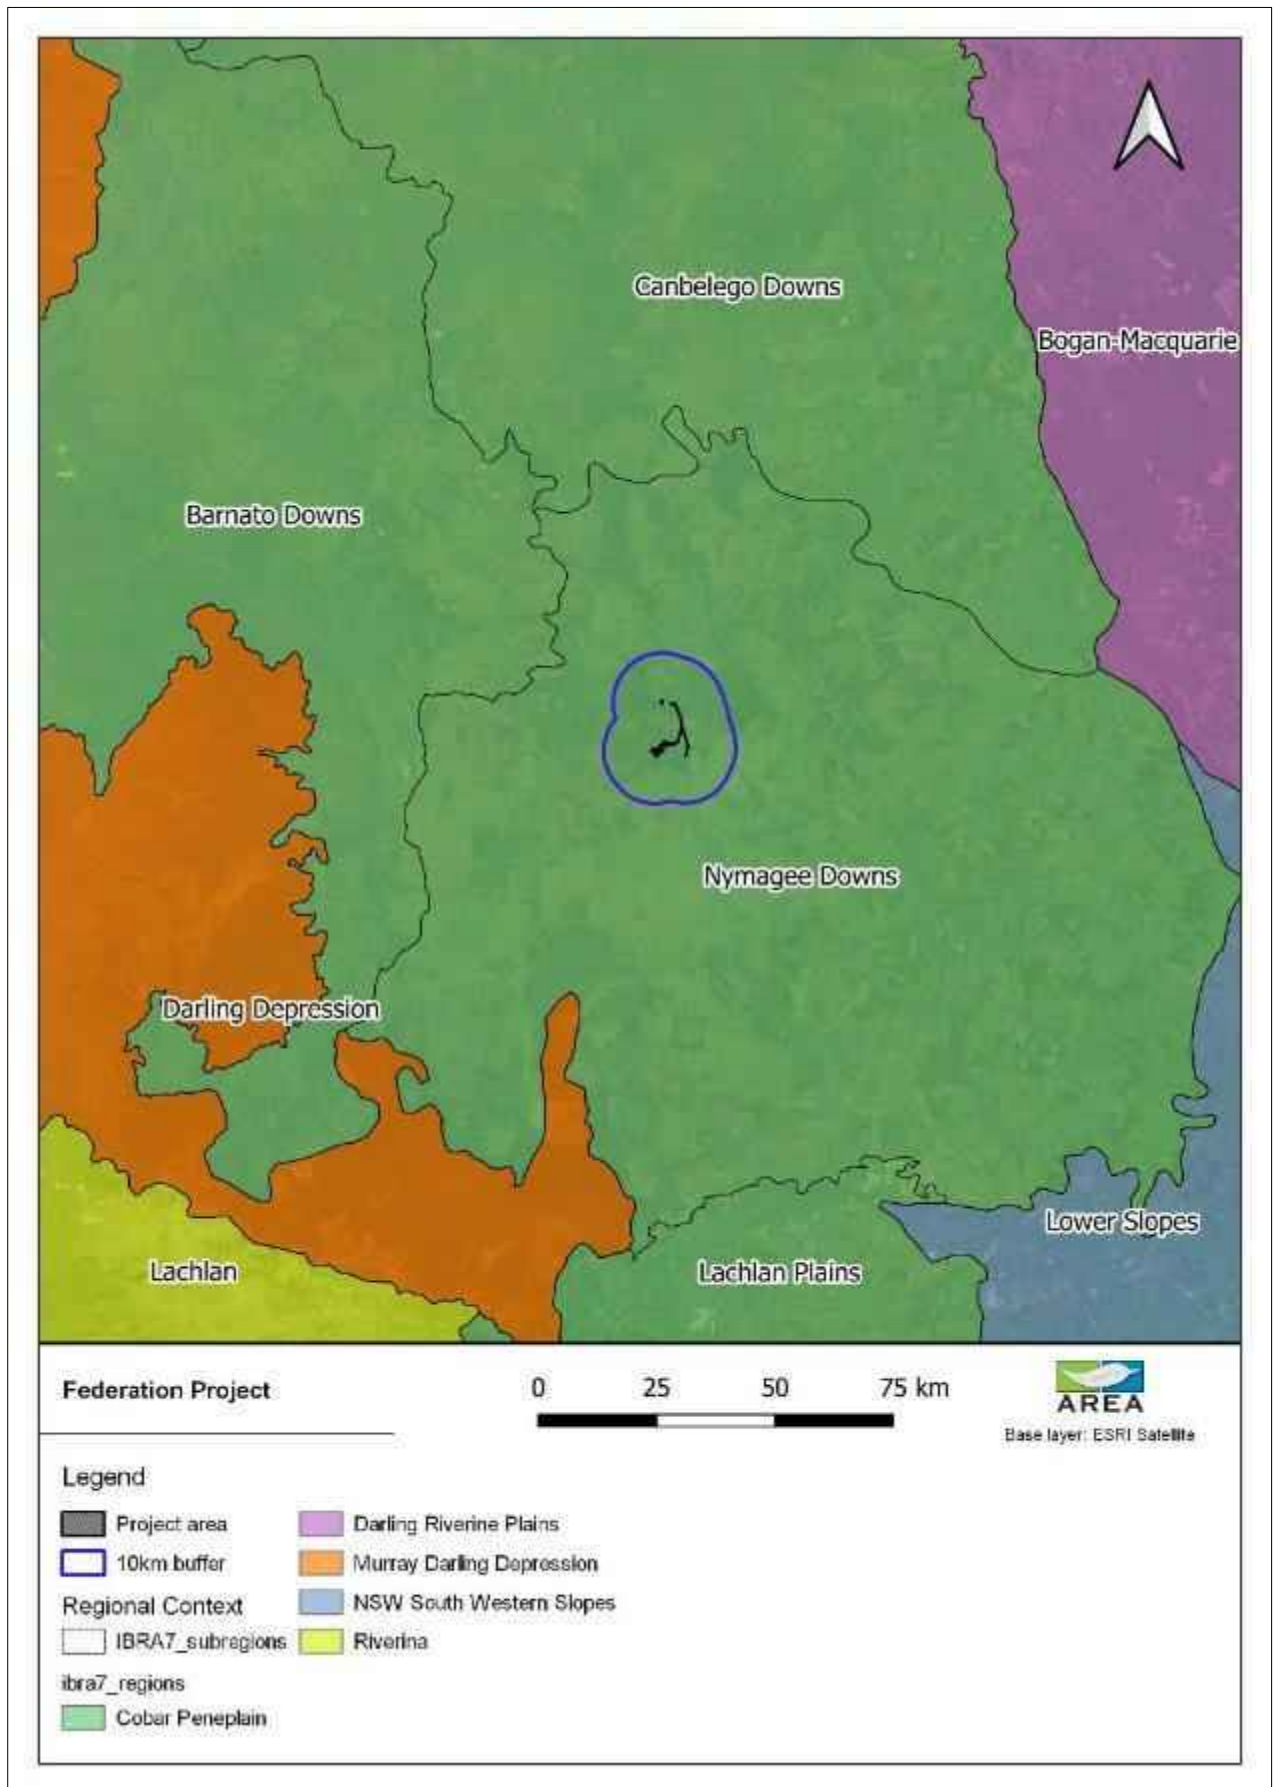 Canbelego Downs
Bogan-Macquarie
Barnato Downs
Nymagee Downs
Darling Depression
Lower Slopes
Lachlan
Lachlan Plains
Federation Project
0 25 50 75 km
AREA
Base layer: ESRI Satellite
Legend
Project area
10km buffer
Regional Context
IBRA7_subregions
ibra7_regions
Cobar Peneplain
Darling Riverine Plains
Murray Darling Depression
NSW South Western Slopes
Riverina